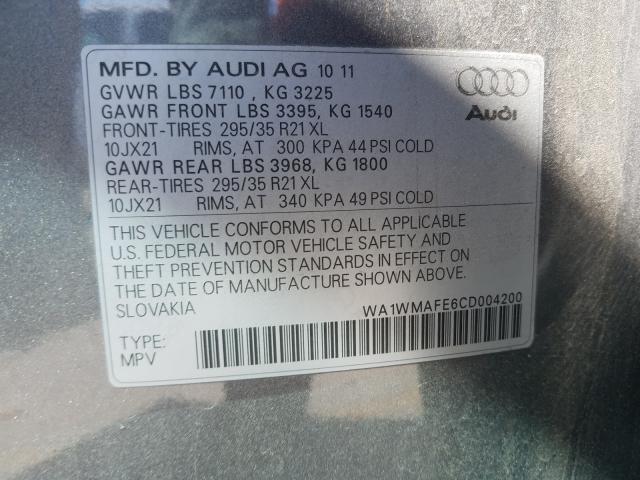 MFD. BY AUDI AG 10 11
GVWR LBS 7110 , KG 3225
GAWR FRONT LBS 3395, KG 1540
FRONT-TIRES 295/35 R21 XL
10JX21 RIMS, AT 300 KPA 44 PSI COLD
GAWR REAR LBS 3968, KG 1800
REAR-TIRES 295/35 R21 XL
10JX21 RIMS, AT 340 KPA 49 PSI COLD
Audi
THIS VEHICLE CONFORMS TO ALL APPLICABLE
U.S. FEDERAL MOTOR VEHICLE SAFETY AND
THEFT PREVENTION STANDARDS IN EFFECT ON
THE DATE OF MANUFACTURE SHOWN ABOVE.
SLOVAKIA
WA1WMAFE6CD004200
TYPE:
MPV